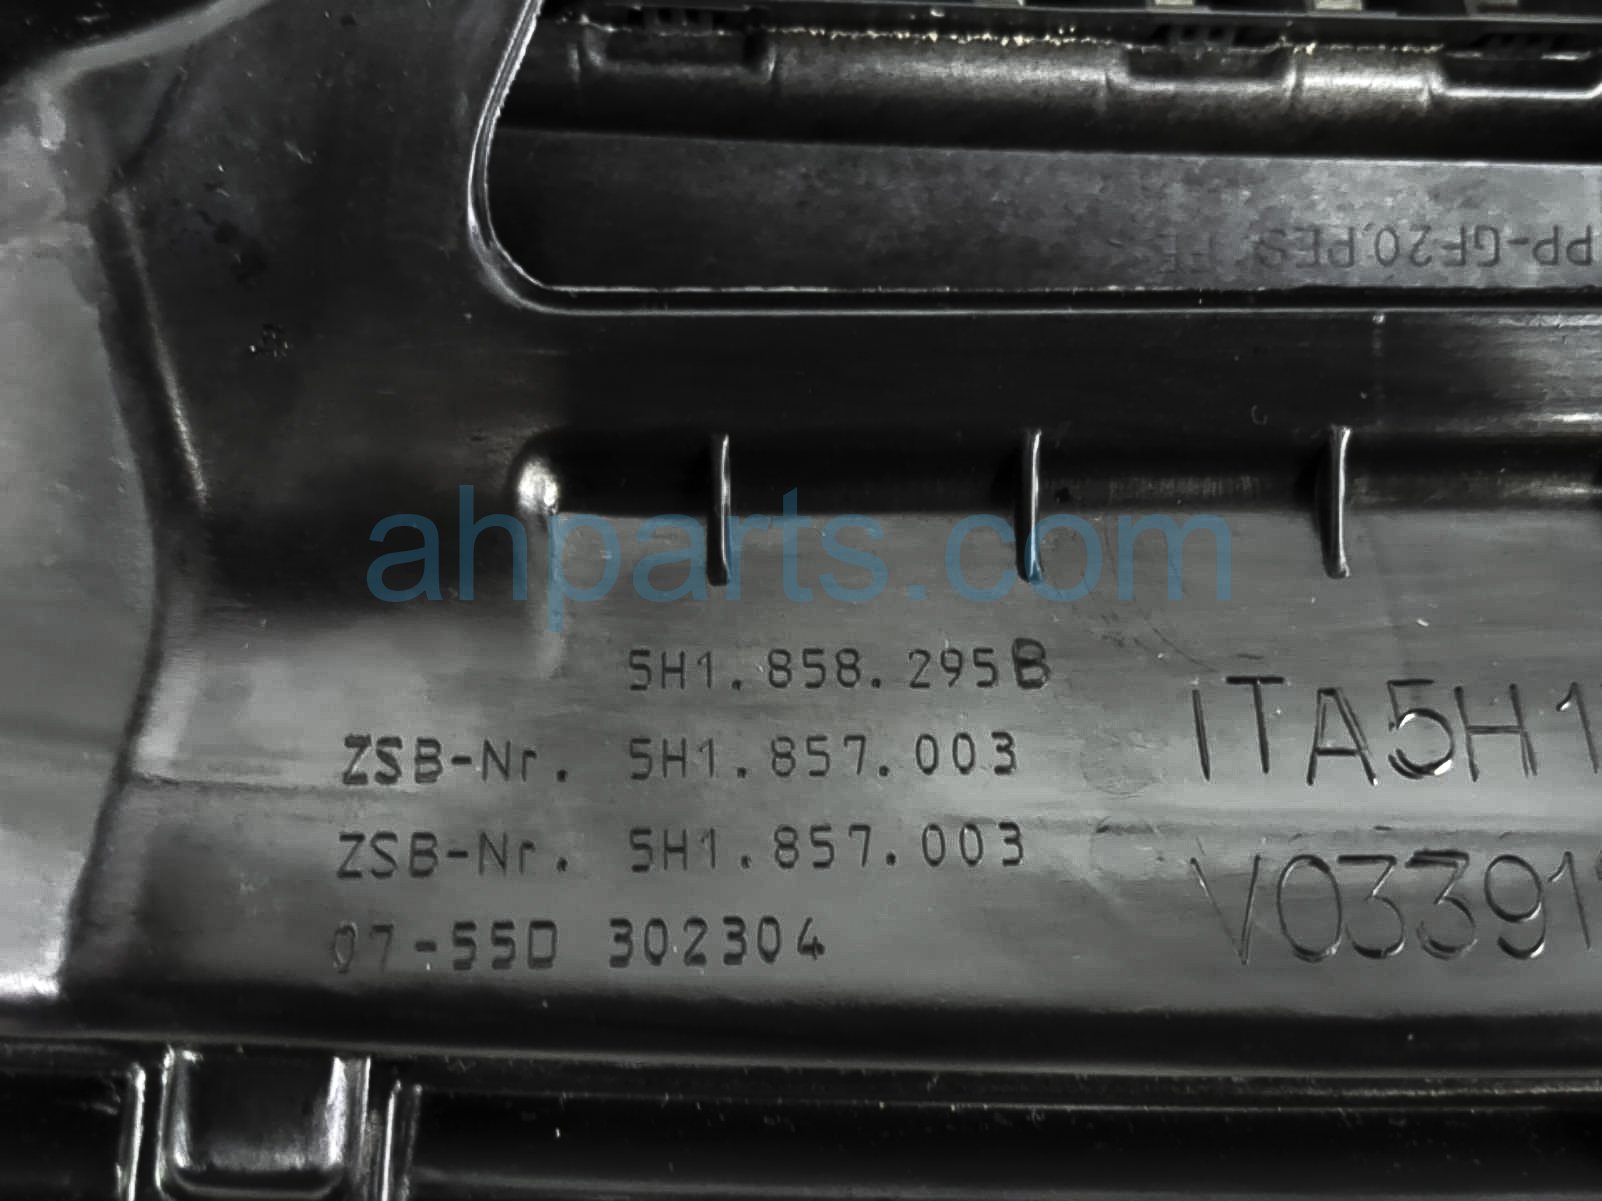 PP-GF20.PES
ahparts.com
5H1.858.295B
ITA5H1
ZSB-Nr. 5H1.857.003
ZSB-Nr. 5H1.857.003
V03391
07-55D 302304